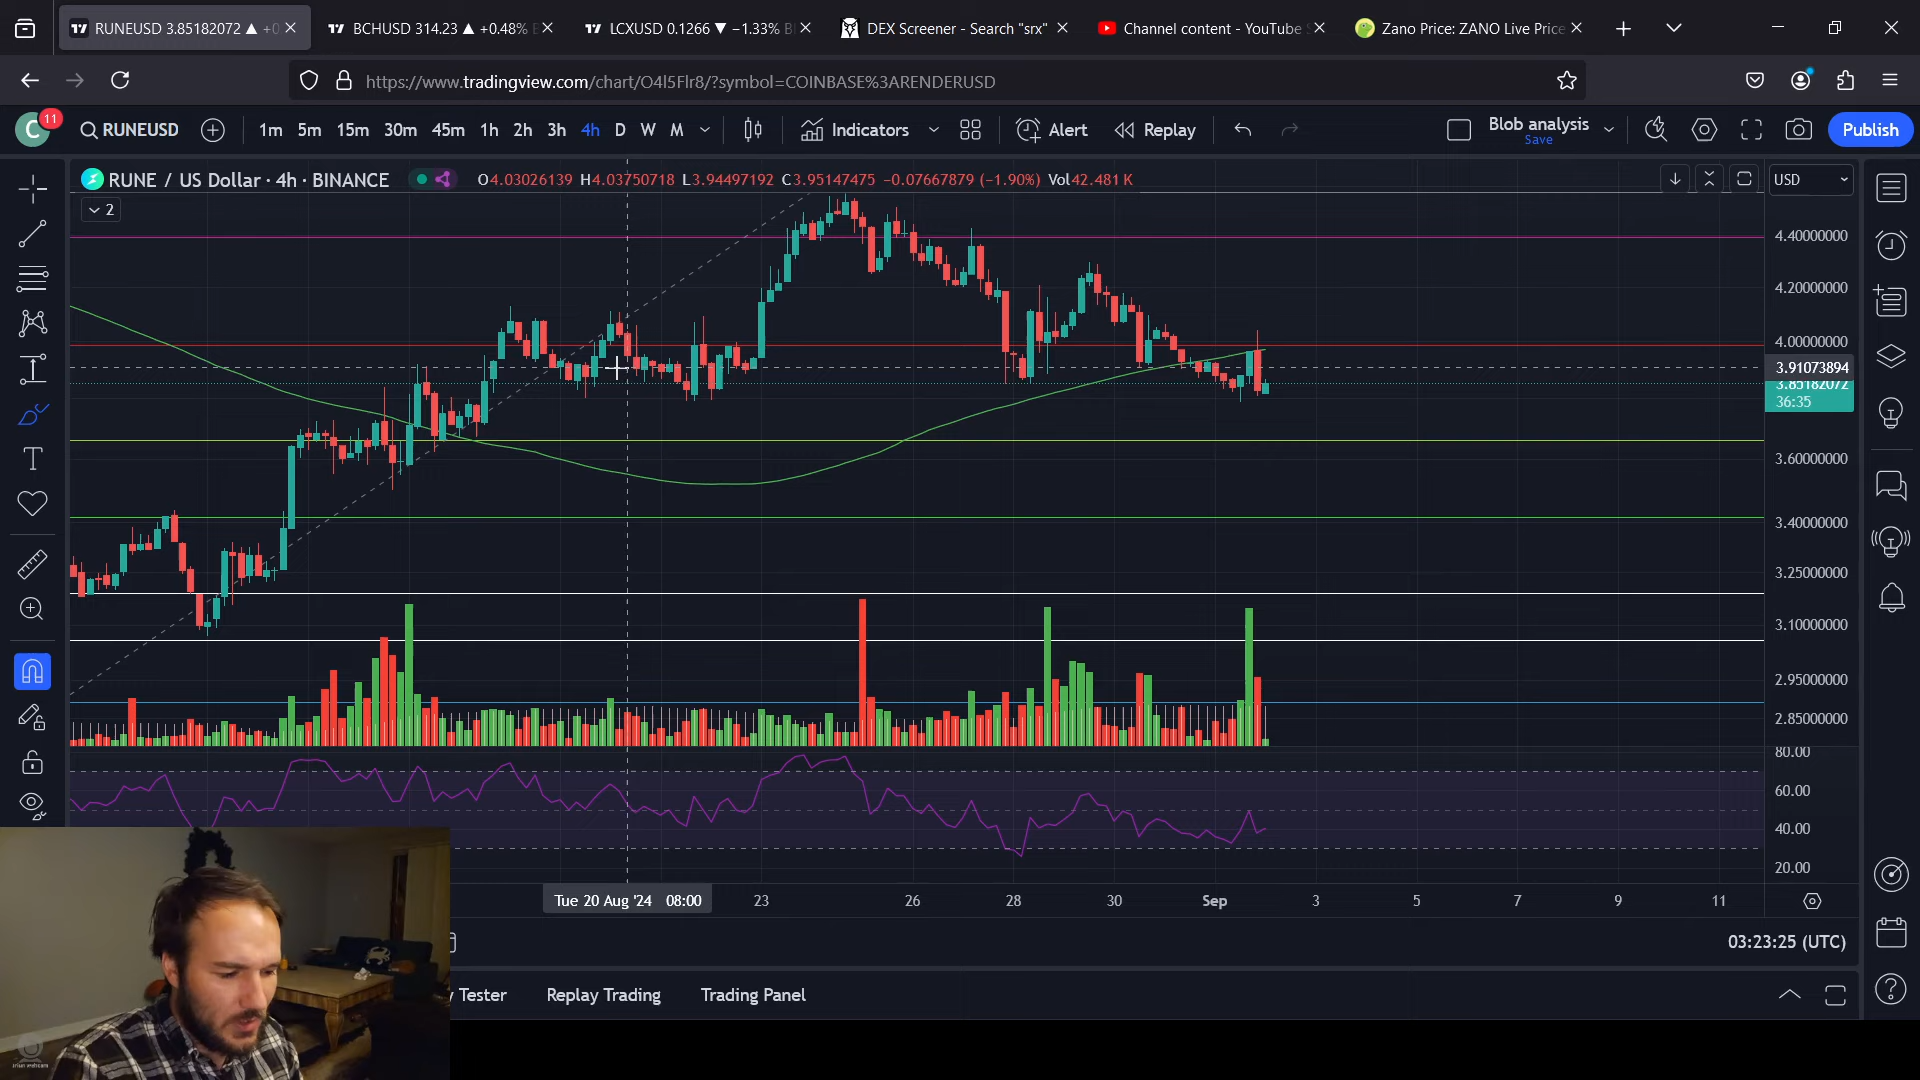 RUNEUSD 3.85182072 ▲ +0
BCHUSD 314.23 ▲ +0.48% B
LCXUSD 0.1266 ▼ −1.33% B
DEX Screener - Search "srx"
Channel content - YouTube
Zano Price: ZANO Live Price
https://www.tradingview.com/chart/O4l5Flr8/?symbol=COINBASE%3ARENDERUSD
C 11 RUNEUSD 1m 5m 15m 30m 45m 1h 2h 3h 4h D W M Indicators Alert Replay Blob analysis Publish
Save
RUNE / US Dollar · 4h · BINANCE O4.03026139 H4.03750718 L3.94497192 C3.95147475 −0.07667879 (−1.90%) Vol42.481 K USD
2
4.40000000
4.20000000
4.00000000
3.91073894
3.85182072
36:35
3.60000000
3.40000000
3.25000000
3.10000000
2.95000000
2.85000000
80.00
60.00
40.00
20.00
Tue 20 Aug '24 08:00 23 26 28 30 Sep 3 5 7 9 11
03:23:25 (UTC)
y Tester Replay Trading Trading Panel